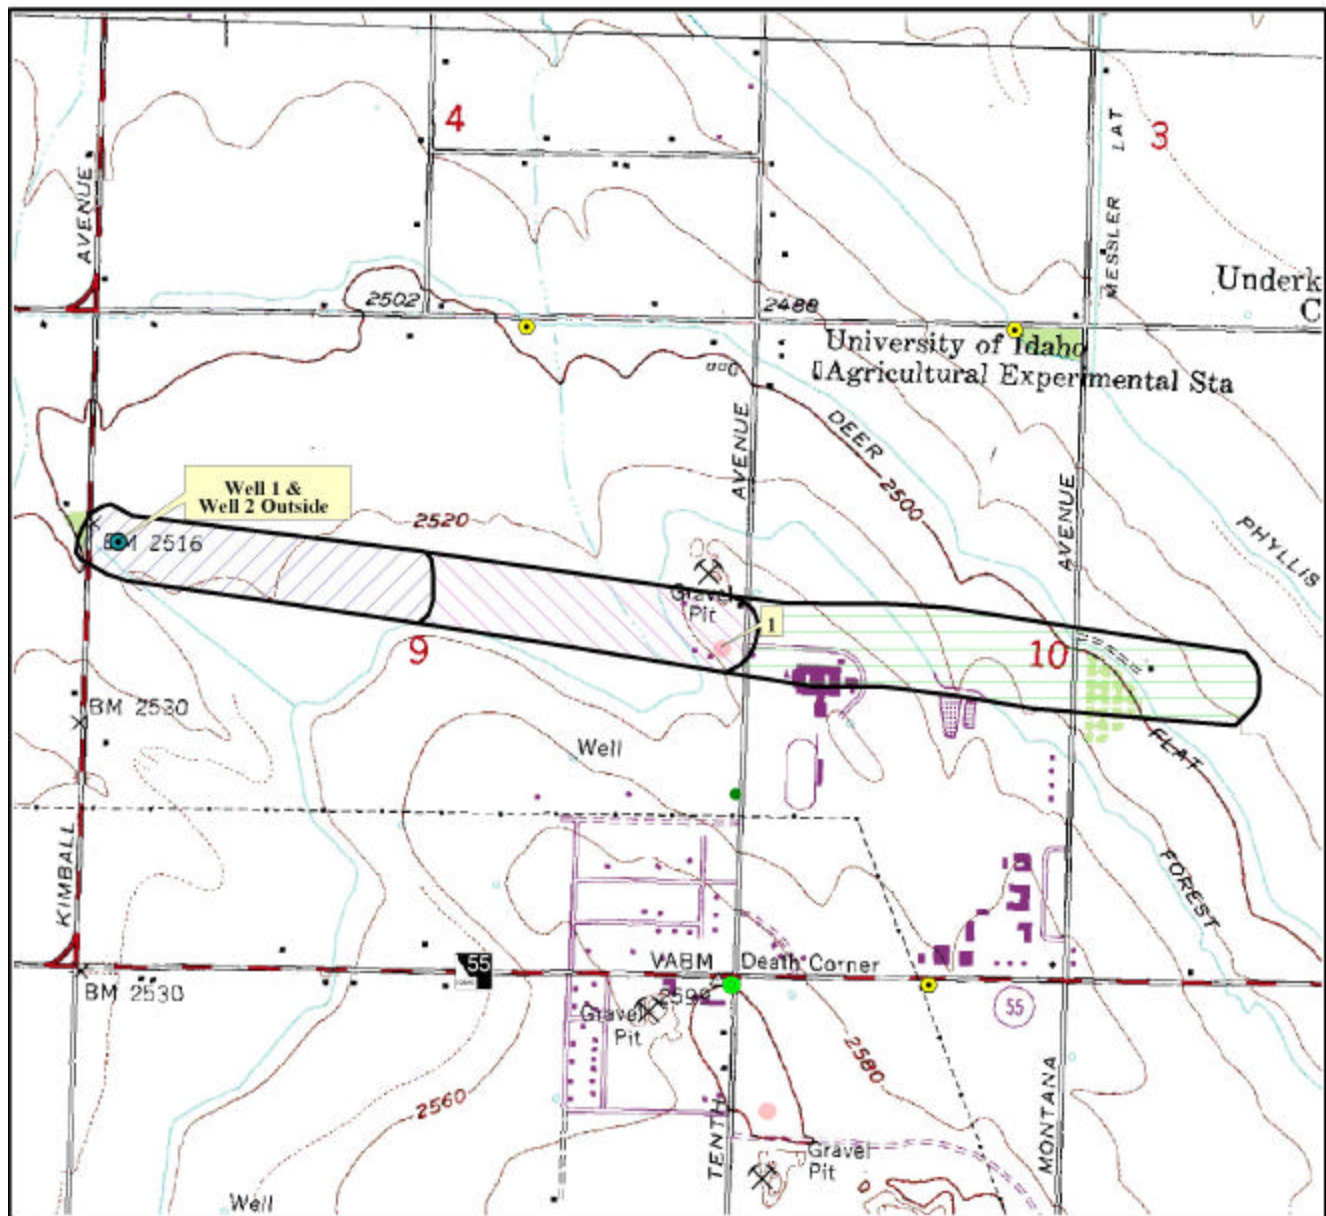 4
3
LAT
MESSLER
AVENUE
Underk
C
2502
2488
University of Idaho
Agricultural Experimental Sta
AVENUE
DEER
2500
AVENUE
PHYLLIS
Well 1 &
Well 2 Outside
2520
BM 2516
Gravel
Pit
1
9
10
BM 2530
FLAT
Well
KIMBALL
FOREST
55
VABM
Death Corner
2599
BM 2530
Gravel
Pit
55
2580
2560
TENTH
MONTANA
Gravel
Pit
Well